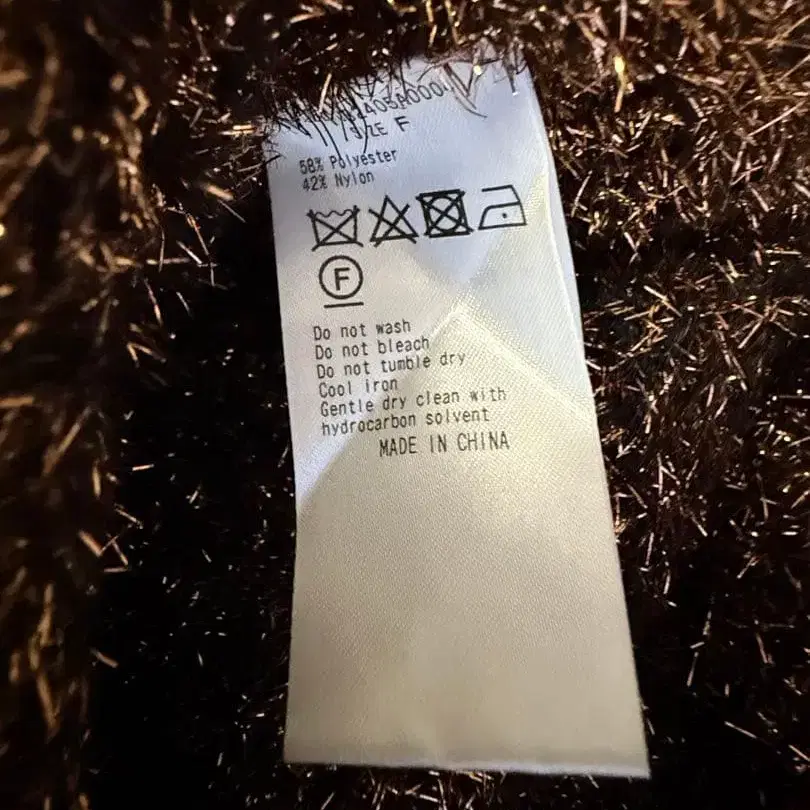 SIZE F
58% Polyester
42% Nylon
F
Do not wash
Do not bleach
Do not tumble dry
Cool iron
Gentle dry clean with
hydrocarbon solvent
MADE IN CHINA